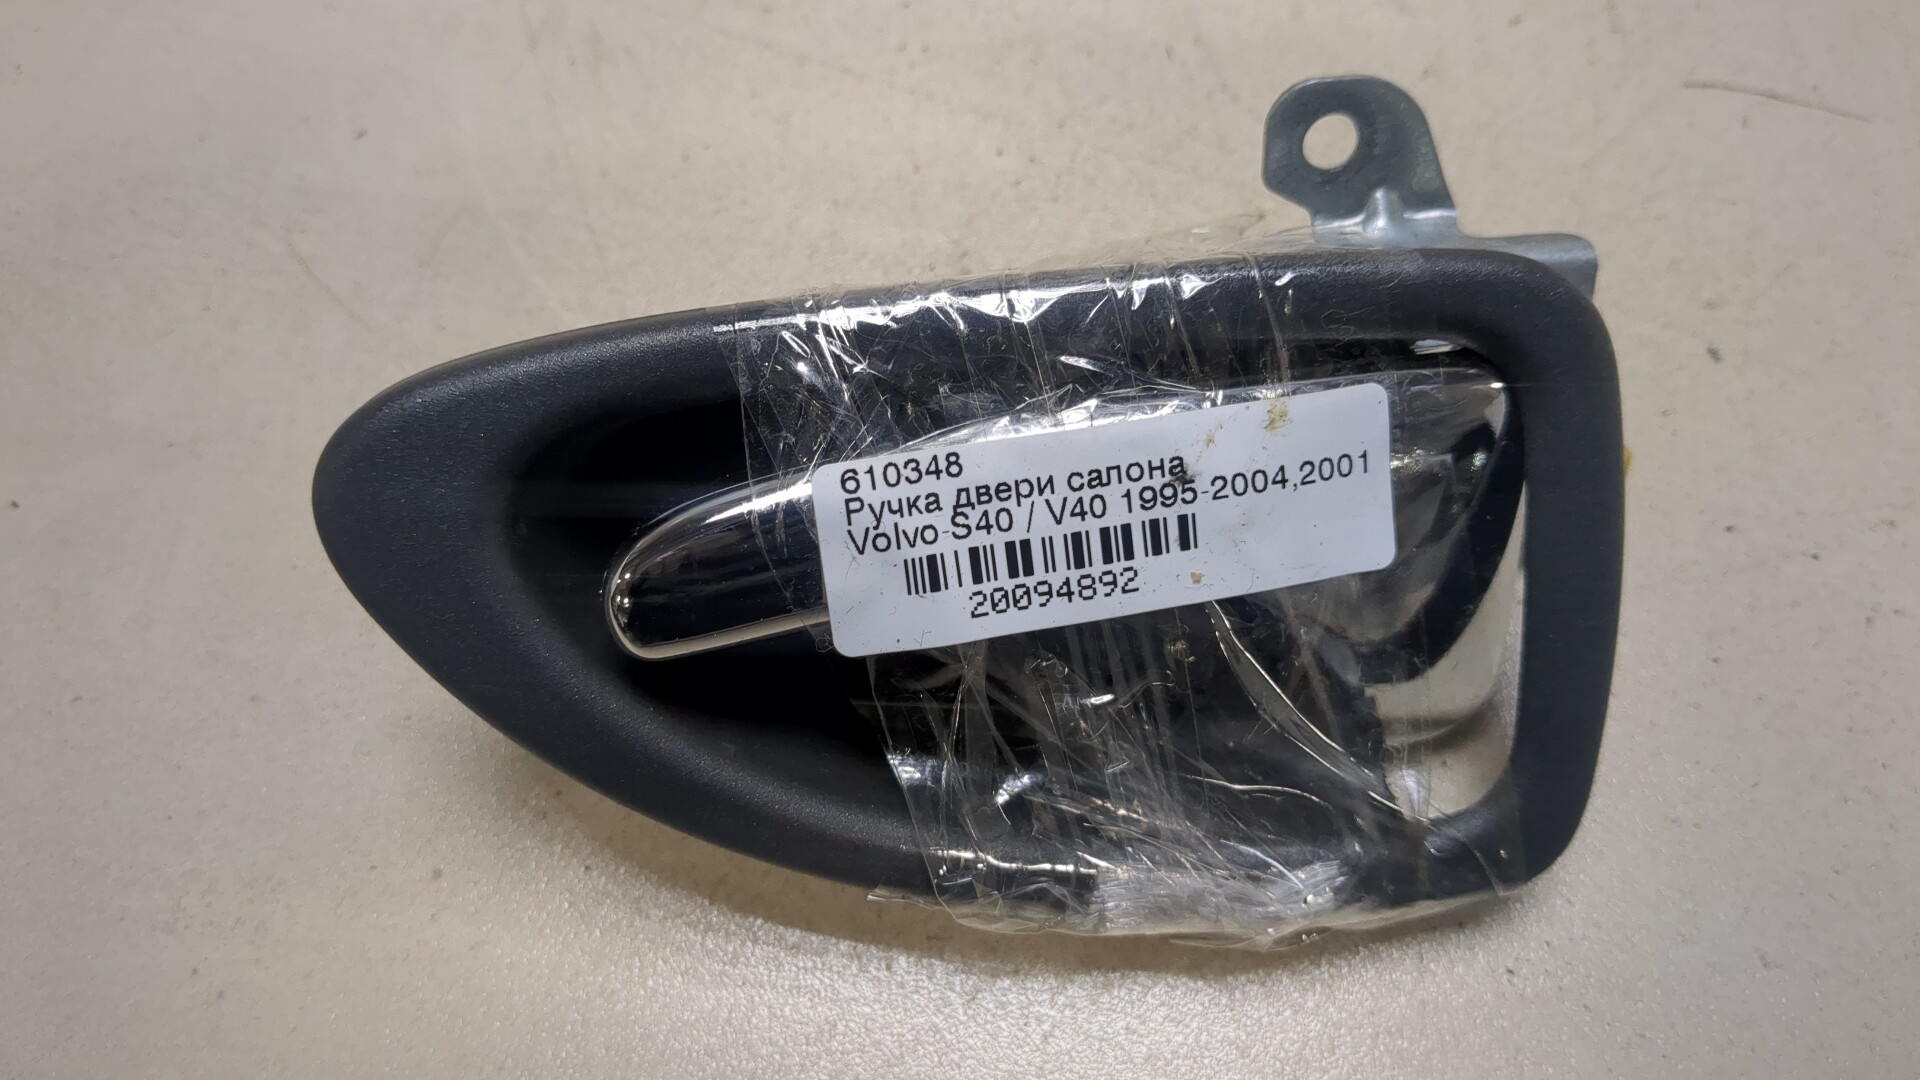 610348
Ручка двери салона
Volvo S40 / V40 1995-2004,2001
20094892